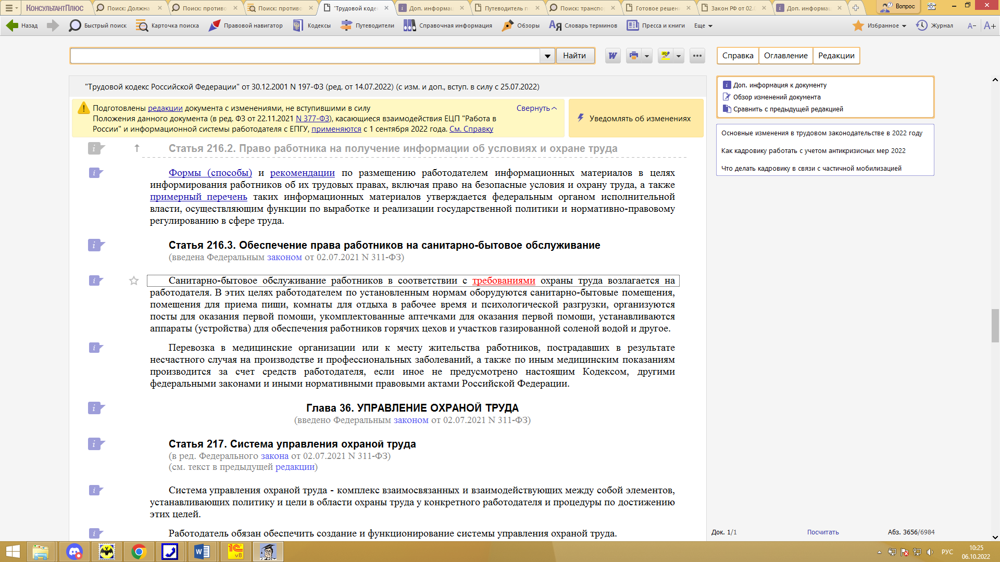 КонсультантПлюс
Поиск: Должна
Поиск: противо
Поиск: противо
"Трудовой коде
Доп. информац
Путеводитель п
Поиск: транспо
Готовое решен
Закон РФ от 02.0
Доп. информац
Вопрос
Назад
Быстрый поиск
Карточка поиска
Правовой навигатор
Кодексы
Путеводители
Справочная информация
Обзоры
Словарь терминов
Пресса и книги
Еще
Избранное
Журнал
А-
А+
Найти
Справка
Оглавление
Редакции
"Трудовой кодекс Российской Федерации" от 30.12.2001 N 197-ФЗ (ред. от 14.07.2022) (с изм. и доп., вступ. в силу с 25.07.2022)
Подготовлены редакции документа с изменениями, не вступившими в силу
Свернуть
Положения данного документа (в ред. ФЗ от 22.11.2021 N 377-ФЗ), касающиеся взаимодействия ЕЦП "Работа в
России" и информационной системы работодателя с ЕПГУ, применяются с 1 сентября 2022 года. См. Справку
Уведомлять об изменениях
Доп. информация к документу
Обзор изменений документа
Сравнить с предыдущей редакцией
Основные изменения в трудовом законодательстве в 2022 году
Как кадровику работать с учетом антикризисных мер 2022
Что делать кадровику в связи с частичной мобилизацией
Статья 216.2. Право работника на получение информации об условиях и охране труда
Формы (способы) и рекомендации по размещению работодателем информационных материалов в целях
информирования работников об их трудовых правах, включая право на безопасные условия и охрану труда, а также
примерный перечень таких информационных материалов утверждается федеральным органом исполнительной
власти, осуществляющим функции по выработке и реализации государственной политики и нормативно-правовому
регулированию в сфере труда.
Статья 216.3. Обеспечение права работников на санитарно-бытовое обслуживание
(введена Федеральным законом от 02.07.2021 N 311-ФЗ)
Санитарно-бытовое обслуживание работников в соответствии с требованиями охраны труда возлагается на
работодателя. В этих целях работодателем по установленным нормам оборудуются санитарно-бытовые помещения,
помещения для приема пищи, комнаты для отдыха в рабочее время и психологической разгрузки, организуются
посты для оказания первой помощи, укомплектованные аптечками для оказания первой помощи, устанавливаются
аппараты (устройства) для обеспечения работников горячих цехов и участков газированной соленой водой и другое.
Перевозка в медицинские организации или к месту жительства работников, пострадавших в результате
несчастного случая на производстве и профессиональных заболеваний, а также по иным медицинским показаниям
производится за счет средств работодателя, если иное не предусмотрено настоящим Кодексом, другими
федеральными законами и иными нормативными правовыми актами Российской Федерации.
Глава 36. УПРАВЛЕНИЕ ОХРАНОЙ ТРУДА
(введено Федеральным законом от 02.07.2021 N 311-ФЗ)
Статья 217. Система управления охраной труда
(в ред. Федерального закона от 02.07.2021 N 311-ФЗ)
(см. текст в предыдущей редакции)
Система управления охраной труда - комплекс взаимосвязанных и взаимодействующих между собой элементов,
устанавливающих политику и цели в области охраны труда у конкретного работодателя и процедуры по достижению
этих целей.
Работодатель обязан обеспечить создание и функционирование системы управления охраной труда.
Док. 1/1
Посчитать
Абз. 3656/6984
РУС
10:25
06.10.2022